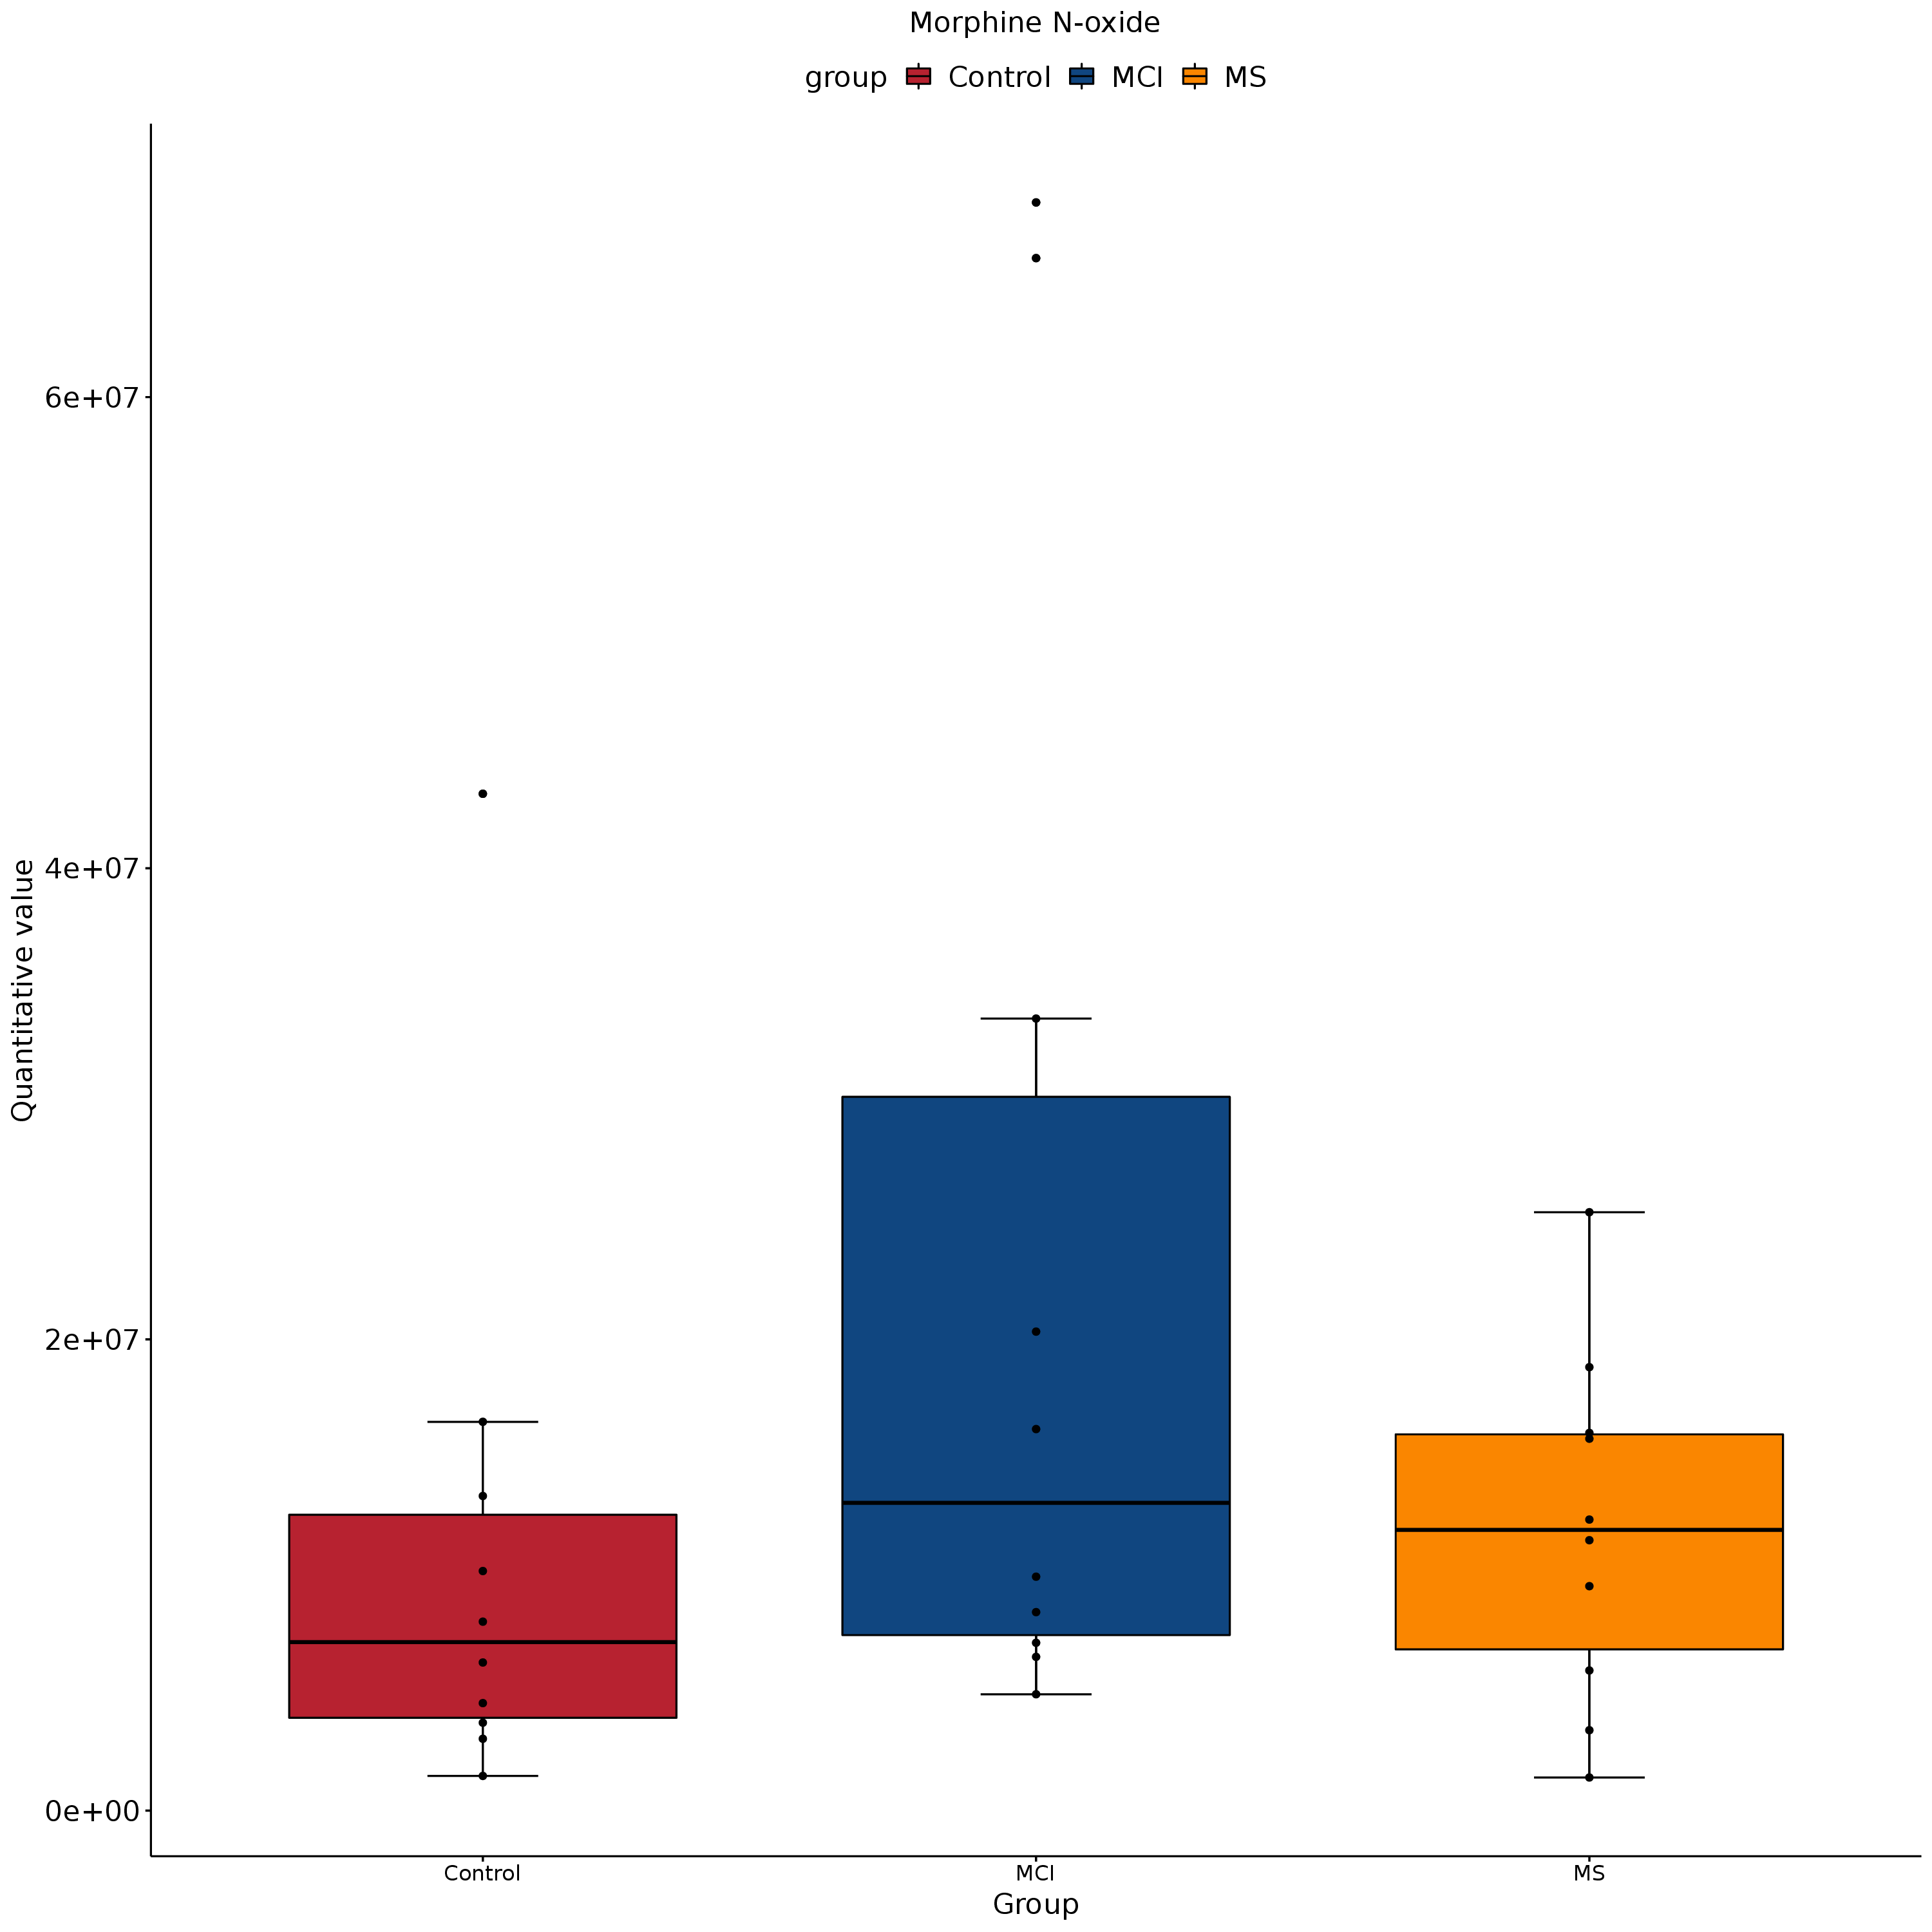 Morphine N-oxide
group Control MCI MS
Quantitative value
6e+07
4e+07
2e+07
0e+00
Control MCI MS
Group